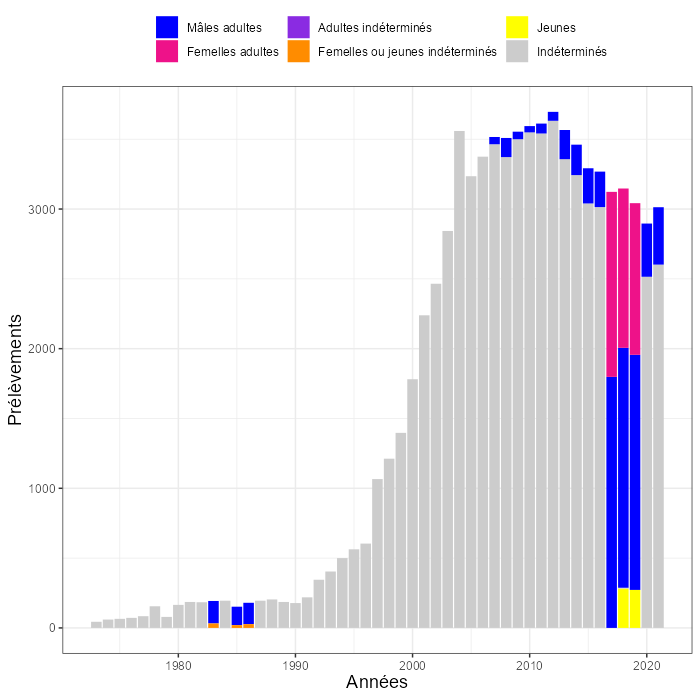 Mâles adultes
Adultes indéterminés
Jeunes
Femelles adultes
Femelles ou jeunes indéterminés
Indéterminés
3000
2000
1000
0
Prélèvements
1980 1990 2000 2010 2020
Années